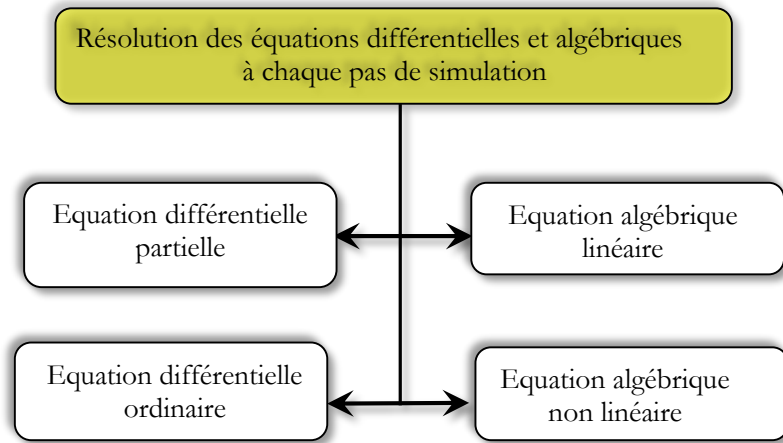 Résolution des équations différentielles et algébriques
à chaque pas de simulation
Equation différentielle
partielle
Equation algébrique
linéaire
Equation différentielle
ordinaire
Equation algébrique
non linéaire